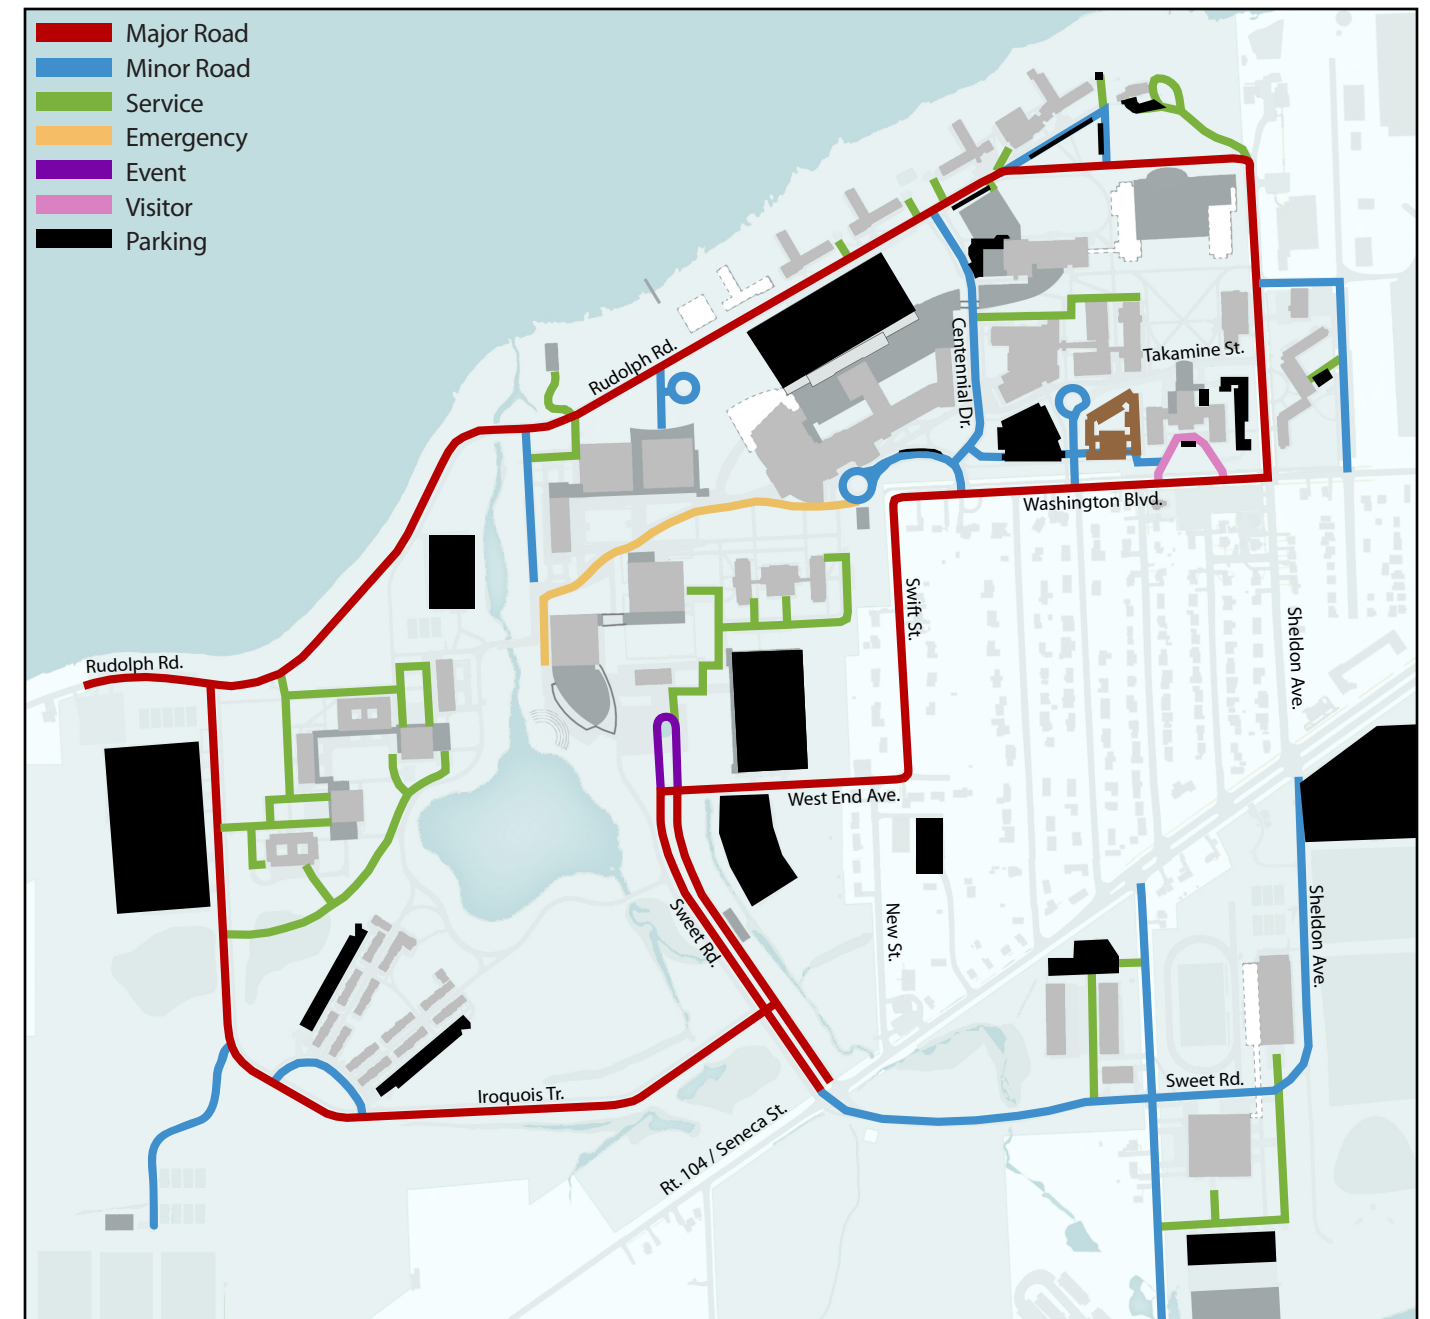 Major Road
Minor Road
Service
Emergency
Event
Visitor
Parking
Rudolph Rd.
Centennial Dr.
Takamine St.
Washington Blvd.
Swift St.
Sheldon Ave.
Rudolph Rd.
West End Ave.
Sweet Rd.
New St.
Sheldon Ave.
Iroquois Tr.
Sweet Rd.
Rt. 104 / Seneca St.